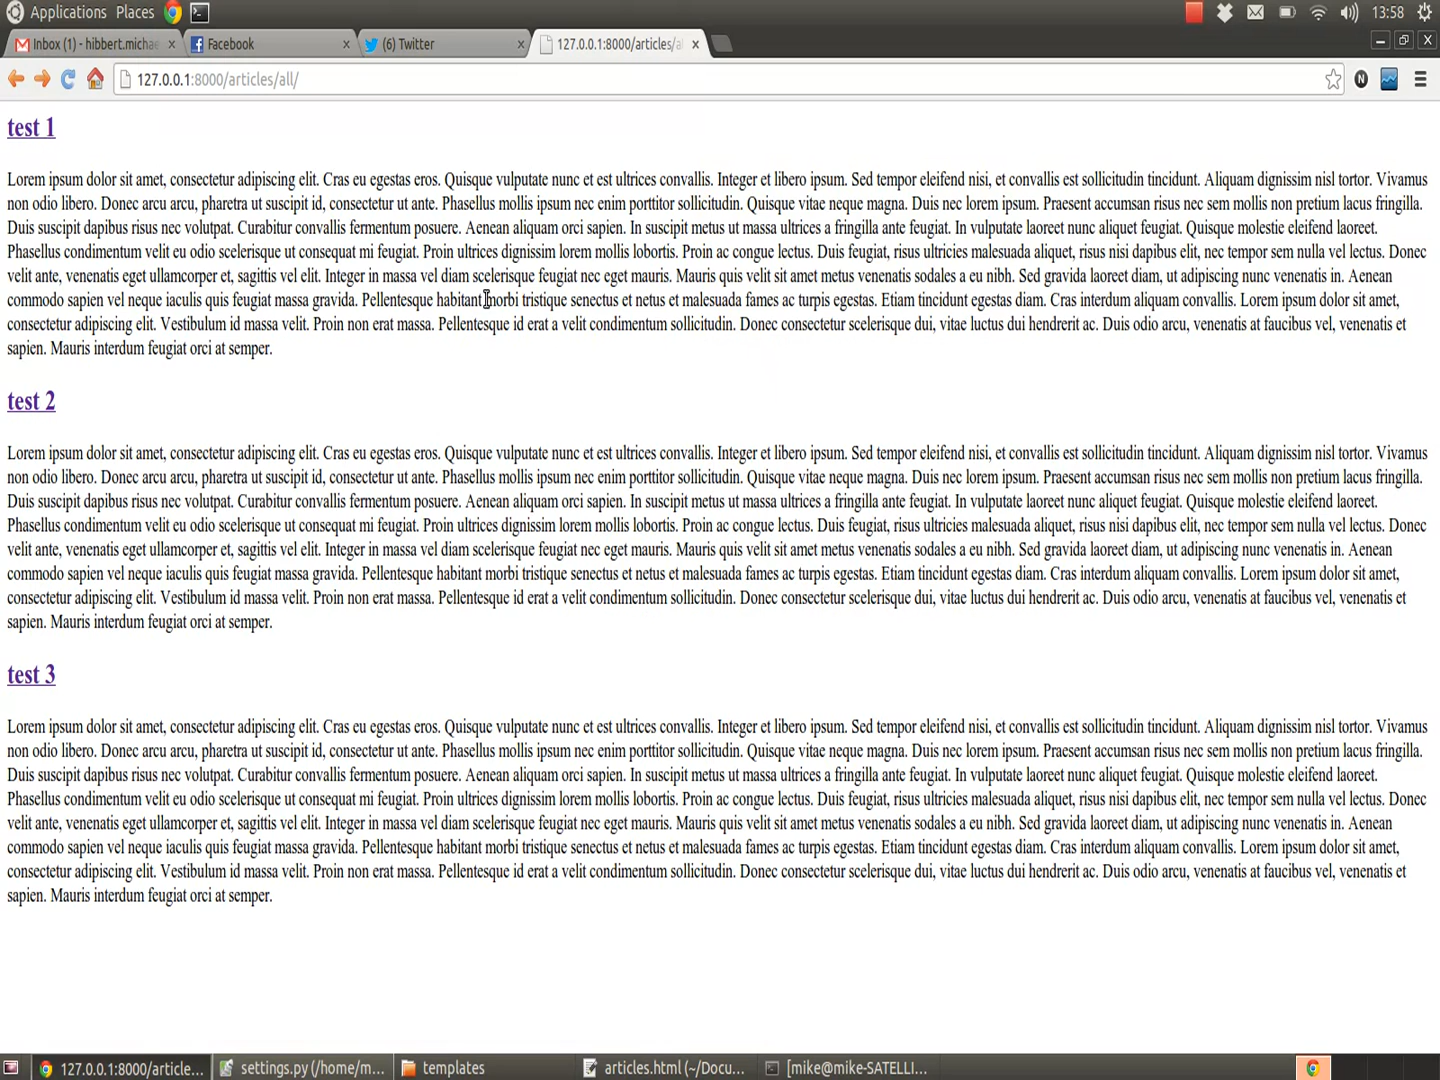 Applications Places 13:58
Inbox (1) - hibbert.michae Facebook (6) Twitter 127.0.0.1:8000/articles/a
127.0.0.1:8000/articles/all/
test 1
Lorem ipsum dolor sit amet, consectetur adipiscing elit. Cras eu egestas eros. Quisque vulputate nunc et est ultrices convallis. Integer et libero ipsum. Sed tempor eleifend nisi, et convallis est sollicitudin tincidunt. Aliquam dignissim nisl tortor. Vivamus
non odio libero. Donec arcu arcu, pharetra ut suscipit id, consectetur ut ante. Phasellus mollis ipsum nec enim porttitor sollicitudin. Quisque vitae neque magna. Duis nec lorem ipsum. Praesent accumsan risus nec sem mollis non pretium lacus fringilla.
Duis suscipit dapibus risus nec volutpat. Curabitur convallis fermentum posuere. Aenean aliquam orci sapien. In suscipit metus ut massa ultrices a fringilla ante feugiat. In vulputate laoreet nunc aliquet feugiat. Quisque molestie eleifend laoreet.
Phasellus condimentum velit eu odio scelerisque ut consequat mi feugiat. Proin ultrices dignissim lorem mollis lobortis. Proin ac congue lectus. Duis feugiat, risus ultricies malesuada aliquet, risus nisi dapibus elit, nec tempor sem nulla vel lectus. Donec
velit ante, venenatis eget ullamcorper et, sagittis vel elit. Integer in massa vel diam scelerisque feugiat nec eget mauris. Mauris quis velit sit amet metus venenatis sodales a eu nibh. Sed gravida laoreet diam, ut adipiscing nunc venenatis in. Aenean
commodo sapien vel neque iaculis quis feugiat massa gravida. Pellentesque habitant morbi tristique senectus et netus et malesuada fames ac turpis egestas. Etiam tincidunt egestas diam. Cras interdum aliquam convallis. Lorem ipsum dolor sit amet,
consectetur adipiscing elit. Vestibulum id massa velit. Proin non erat massa. Pellentesque id erat a velit condimentum sollicitudin. Donec consectetur scelerisque dui, vitae luctus dui hendrerit ac. Duis odio arcu, venenatis at faucibus vel, venenatis et
sapien. Mauris interdum feugiat orci at semper.
test 2
Lorem ipsum dolor sit amet, consectetur adipiscing elit. Cras eu egestas eros. Quisque vulputate nunc et est ultrices convallis. Integer et libero ipsum. Sed tempor eleifend nisi, et convallis est sollicitudin tincidunt. Aliquam dignissim nisl tortor. Vivamus
non odio libero. Donec arcu arcu, pharetra ut suscipit id, consectetur ut ante. Phasellus mollis ipsum nec enim porttitor sollicitudin. Quisque vitae neque magna. Duis nec lorem ipsum. Praesent accumsan risus nec sem mollis non pretium lacus fringilla.
Duis suscipit dapibus risus nec volutpat. Curabitur convallis fermentum posuere. Aenean aliquam orci sapien. In suscipit metus ut massa ultrices a fringilla ante feugiat. In vulputate laoreet nunc aliquet feugiat. Quisque molestie eleifend laoreet.
Phasellus condimentum velit eu odio scelerisque ut consequat mi feugiat. Proin ultrices dignissim lorem mollis lobortis. Proin ac congue lectus. Duis feugiat, risus ultricies malesuada aliquet, risus nisi dapibus elit, nec tempor sem nulla vel lectus. Donec
velit ante, venenatis eget ullamcorper et, sagittis vel elit. Integer in massa vel diam scelerisque feugiat nec eget mauris. Mauris quis velit sit amet metus venenatis sodales a eu nibh. Sed gravida laoreet diam, ut adipiscing nunc venenatis in. Aenean
commodo sapien vel neque iaculis quis feugiat massa gravida. Pellentesque habitant morbi tristique senectus et netus et malesuada fames ac turpis egestas. Etiam tincidunt egestas diam. Cras interdum aliquam convallis. Lorem ipsum dolor sit amet,
consectetur adipiscing elit. Vestibulum id massa velit. Proin non erat massa. Pellentesque id erat a velit condimentum sollicitudin. Donec consectetur scelerisque dui, vitae luctus dui hendrerit ac. Duis odio arcu, venenatis at faucibus vel, venenatis et
sapien. Mauris interdum feugiat orci at semper.
test 3
Lorem ipsum dolor sit amet, consectetur adipiscing elit. Cras eu egestas eros. Quisque vulputate nunc et est ultrices convallis. Integer et libero ipsum. Sed tempor eleifend nisi, et convallis est sollicitudin tincidunt. Aliquam dignissim nisl tortor. Vivamus
non odio libero. Donec arcu arcu, pharetra ut suscipit id, consectetur ut ante. Phasellus mollis ipsum nec enim porttitor sollicitudin. Quisque vitae neque magna. Duis nec lorem ipsum. Praesent accumsan risus nec sem mollis non pretium lacus fringilla.
Duis suscipit dapibus risus nec volutpat. Curabitur convallis fermentum posuere. Aenean aliquam orci sapien. In suscipit metus ut massa ultrices a fringilla ante feugiat. In vulputate laoreet nunc aliquet feugiat. Quisque molestie eleifend laoreet.
Phasellus condimentum velit eu odio scelerisque ut consequat mi feugiat. Proin ultrices dignissim lorem mollis lobortis. Proin ac congue lectus. Duis feugiat, risus ultricies malesuada aliquet, risus nisi dapibus elit, nec tempor sem nulla vel lectus. Donec
velit ante, venenatis eget ullamcorper et, sagittis vel elit. Integer in massa vel diam scelerisque feugiat nec eget mauris. Mauris quis velit sit amet metus venenatis sodales a eu nibh. Sed gravida laoreet diam, ut adipiscing nunc venenatis in. Aenean
commodo sapien vel neque iaculis quis feugiat massa gravida. Pellentesque habitant morbi tristique senectus et netus et malesuada fames ac turpis egestas. Etiam tincidunt egestas diam. Cras interdum aliquam convallis. Lorem ipsum dolor sit amet,
consectetur adipiscing elit. Vestibulum id massa velit. Proin non erat massa. Pellentesque id erat a velit condimentum sollicitudin. Donec consectetur scelerisque dui, vitae luctus dui hendrerit ac. Duis odio arcu, venenatis at faucibus vel, venenatis et
sapien. Mauris interdum feugiat orci at semper.
127.0.0.1:8000/article... settings.py (/home/m... templates articles.html (~/Docu... [mike@mike-SATELLI...